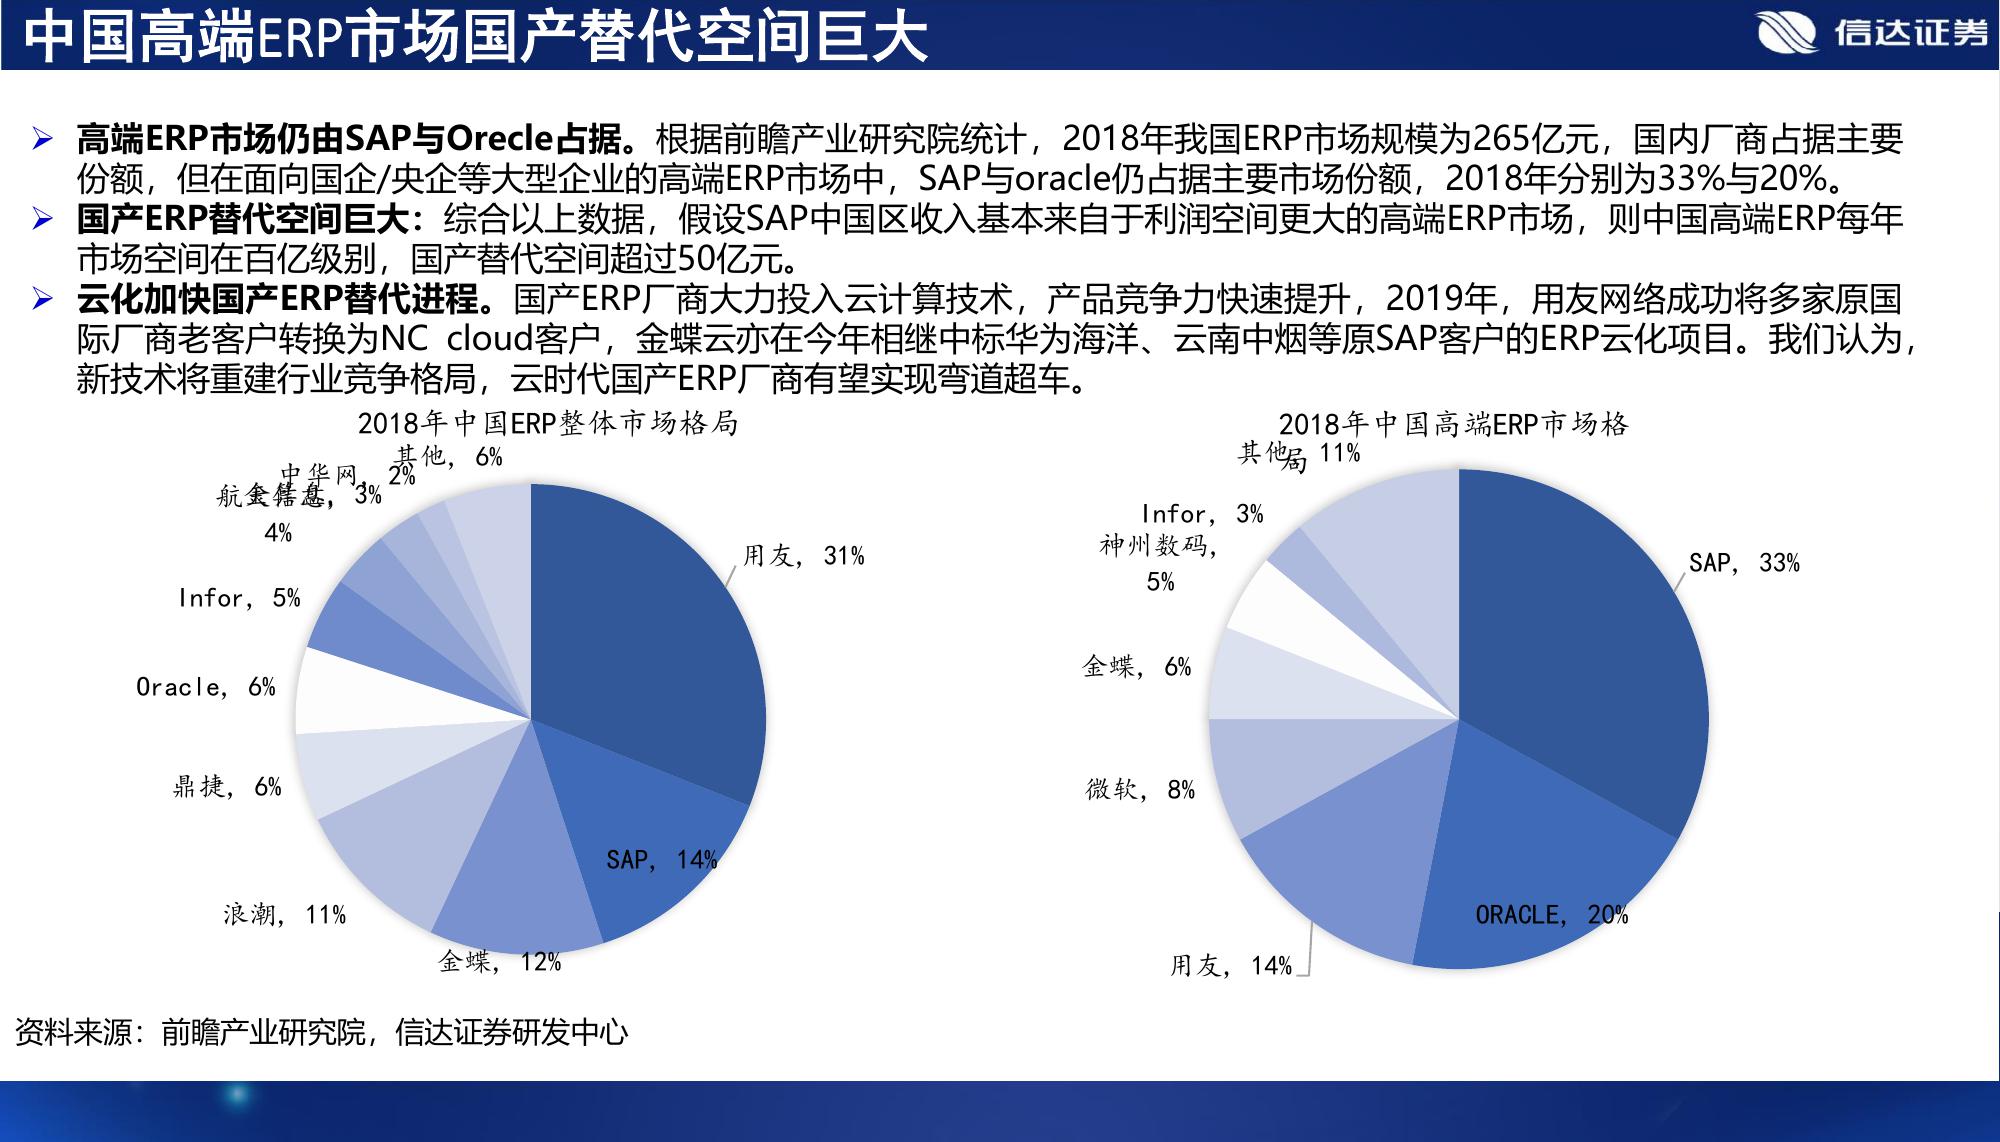 中国高端ERP市场国产替代空间巨大
信达证券
高端ERP市场仍由SAP与Orecle占据。根据前瞻产业研究院统计，2018年我国ERP市场规模为265亿元，国内厂商占据主要
份额，但在面向国企/央企等大型企业的高端ERP市场中，SAP与oracle仍占据主要市场份额，2018年分别为33%与20%。
国产ERP替代空间巨大：综合以上数据，假设SAP中国区收入基本来自于利润空间更大的高端ERP市场，则中国高端ERP每年
市场空间在百亿级别，国产替代空间超过50亿元。
云化加快国产ERP替代进程。国产ERP厂商大力投入云计算技术，产品竞争力快速提升，2019年，用友网络成功将多家原国
际厂商老客户转换为NC cloud客户，金蝶云亦在今年相继中标华为海洋、云南中烟等原SAP客户的ERP云化项目。我们认为，
新技术将重建行业竞争格局，云时代国产ERP厂商有望实现弯道超车。
2018年中国ERP整体市场格局
其他, 6%
中华网, 2%
3%
航天信息,
4%
Infor, 5%
Oracle, 6%
鼎捷, 6%
浪潮, 11%
金蝶, 12%
SAP, 14%
用友, 31%
2018年中国高端ERP市场格
局
其他, 11%
Infor, 3%
神州数码,
5%
金蝶, 6%
微软, 8%
用友, 14%
ORACLE, 20%
SAP, 33%
资料来源：前瞻产业研究院，信达证券研发中心